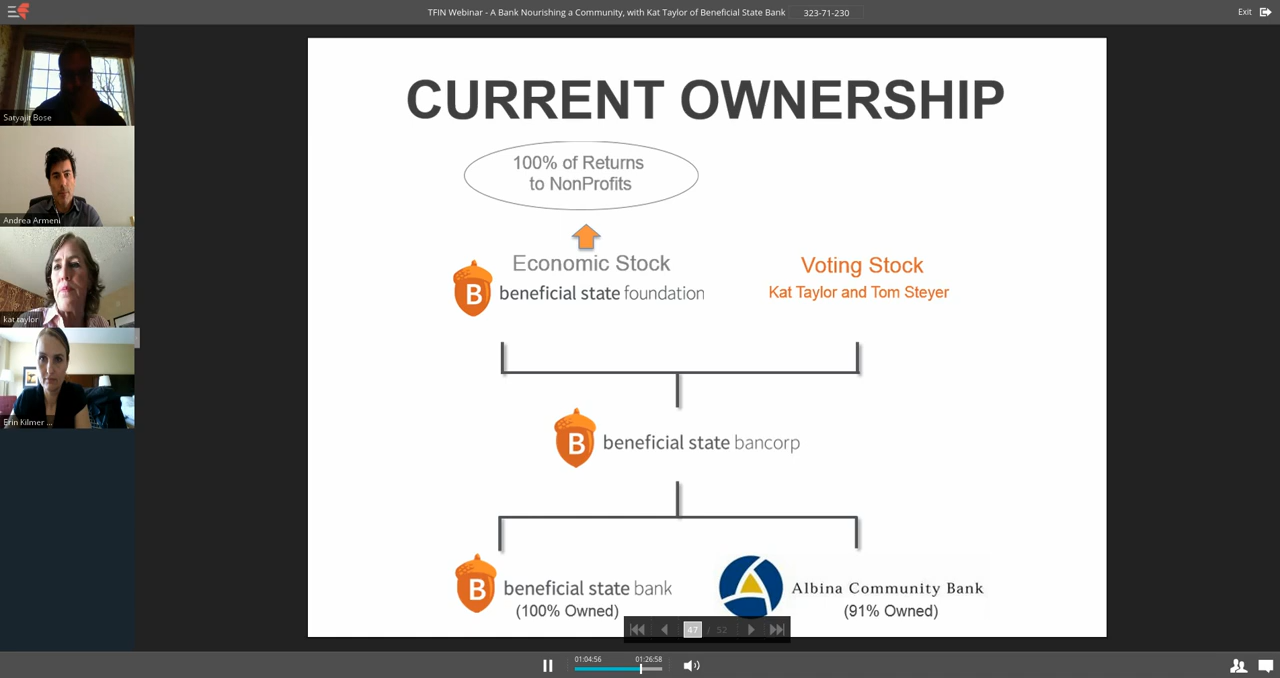 TFIN Webinar - A Bank Nourishing a Community, with Kat Taylor of Beneficial State Bank 323-71-230
Exit
Satyajit Bose
Andrea Armeni
kat taylor
Erin Kilmer ...
CURRENT OWNERSHIP
100% of Returns
to NonProfits
Economic Stock
B beneficial state foundation
Voting Stock
Kat Taylor and Tom Steyer
B beneficial state bancorp
B beneficial state bank
(100% Owned)
Albina Community Bank
(91% Owned)
47 / 52
01:04:56 01:26:58